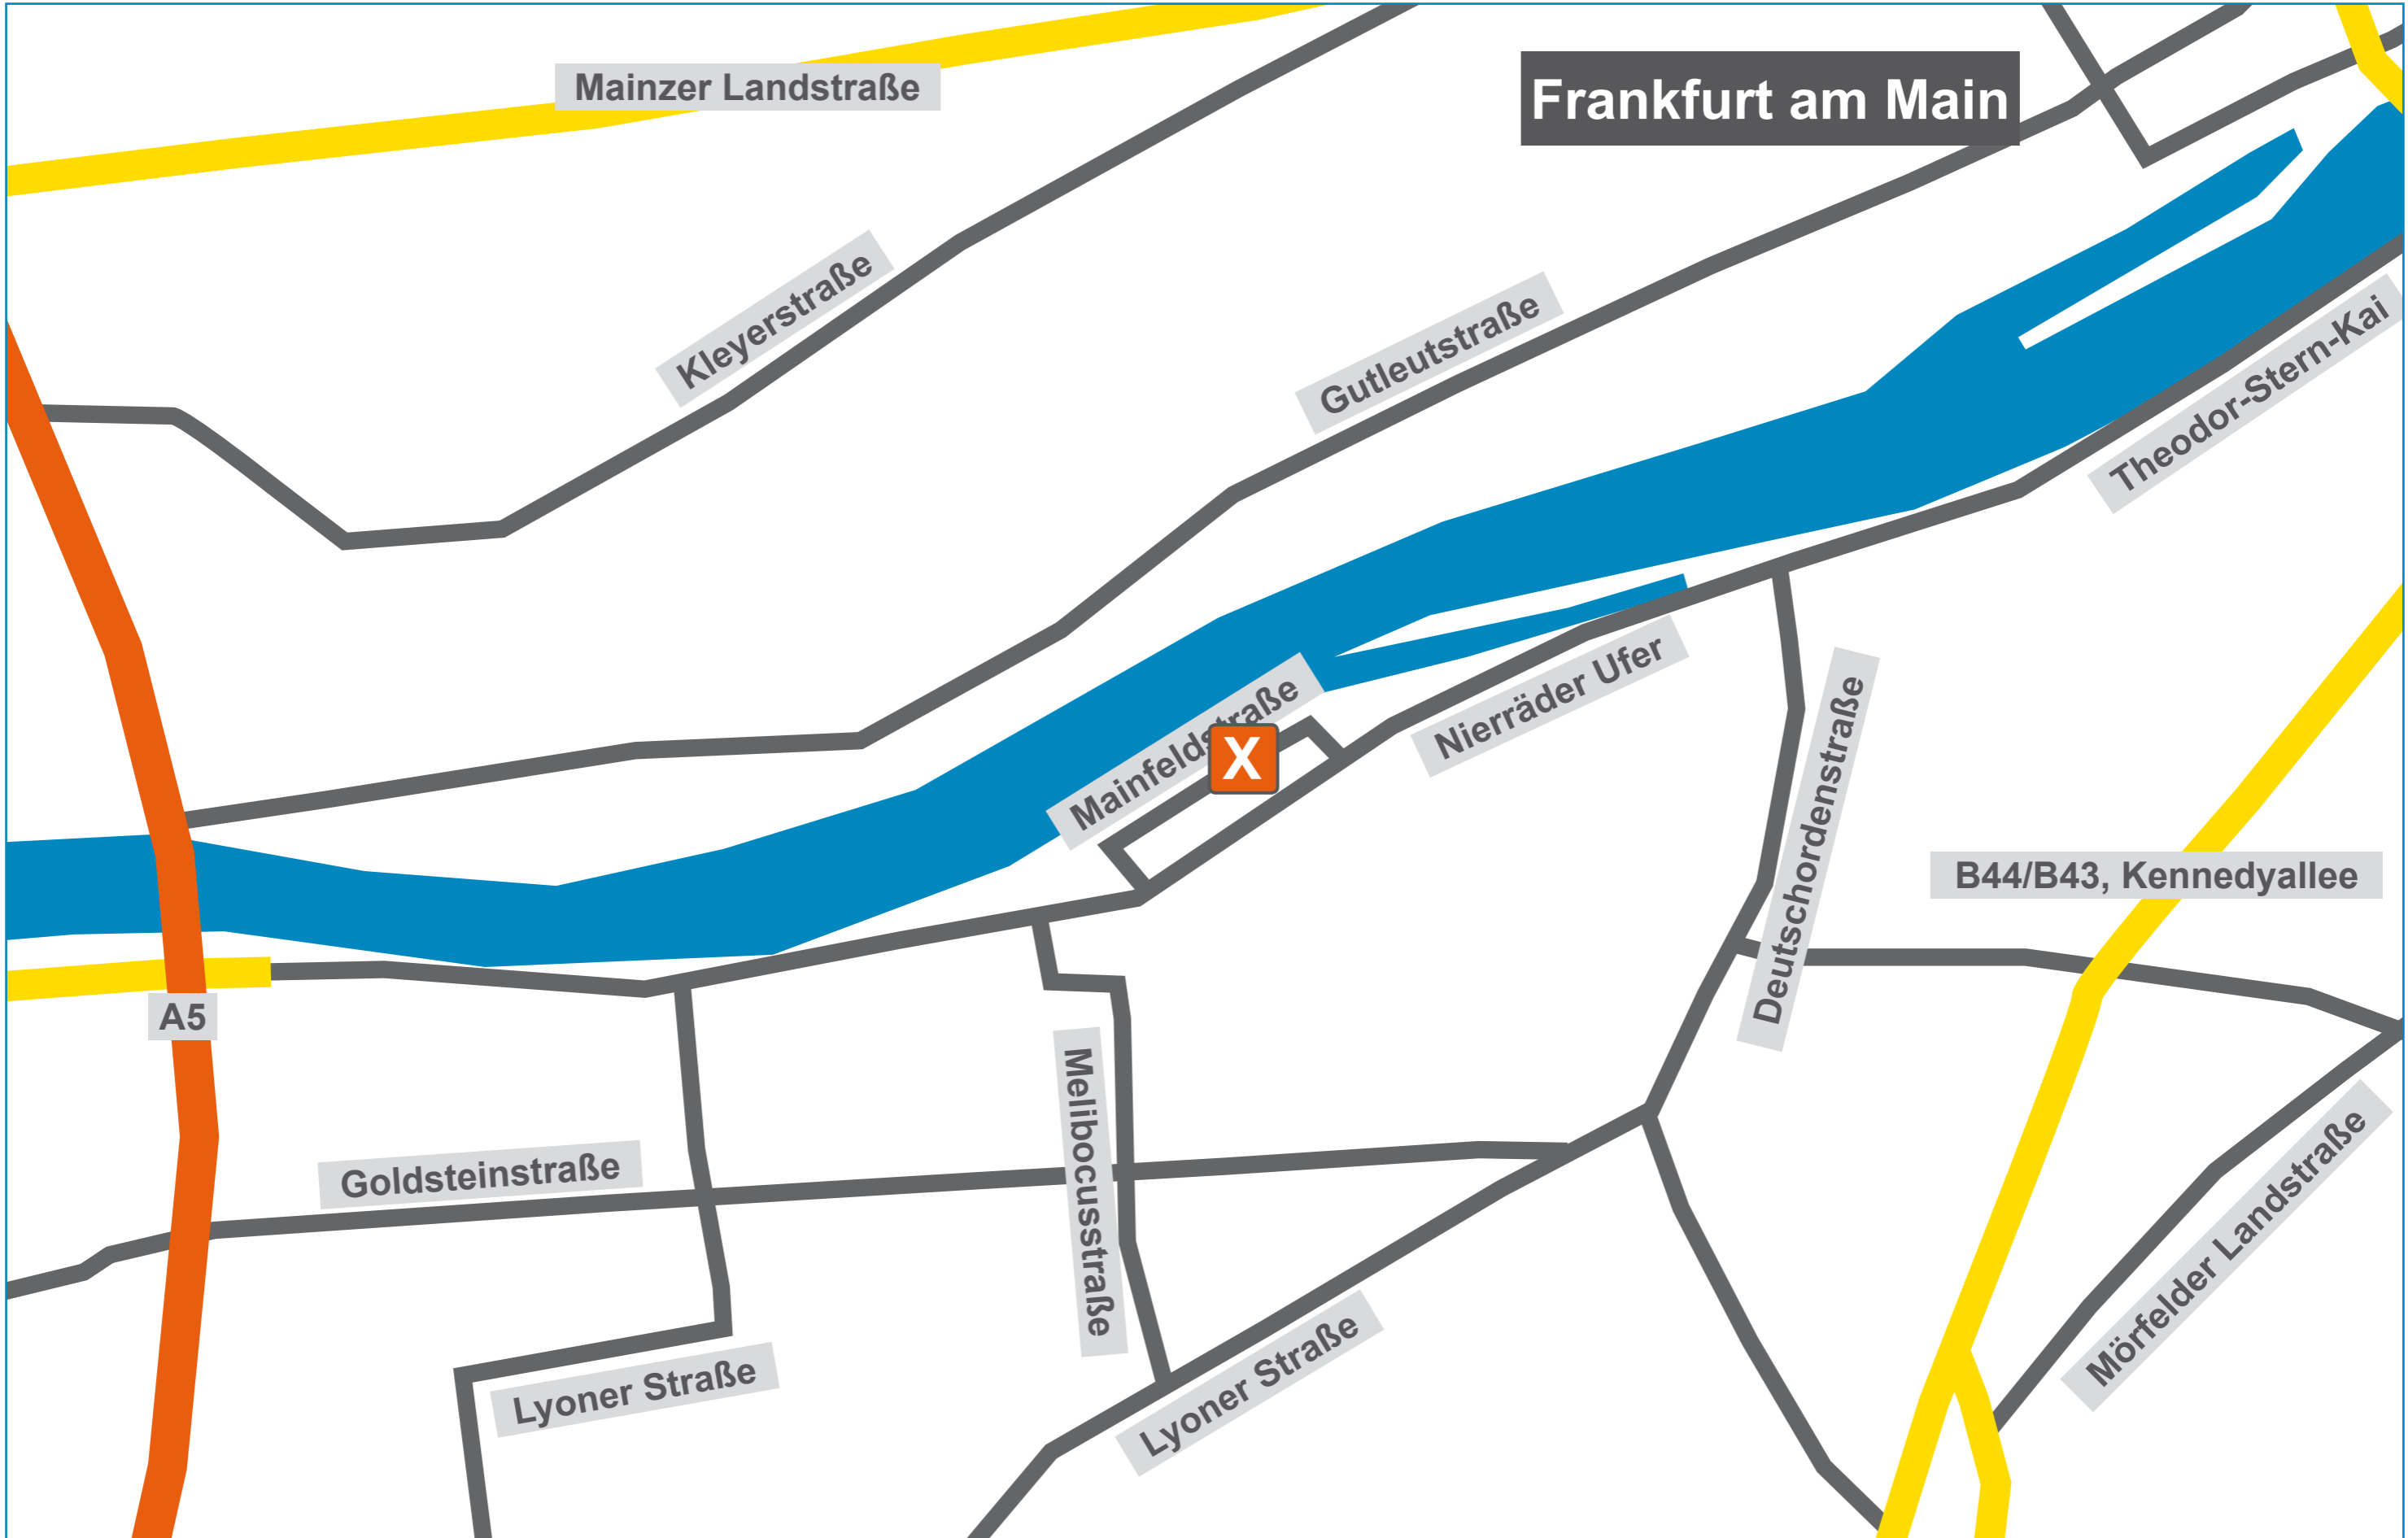 Mainzer Landstraße
Frankfurt am Main
Kleyerstraße
Gutleutstraße
Theodor-Stern-Kai
Mainfeldstraße
X
Nierräder Ufer
Deutschordenstraße
B44/B43, Kennedyallee
A5
Melibocusstraße
Goldsteinstraße
Mörfelder Landstraße
Lyoner Straße
Lyoner Straße